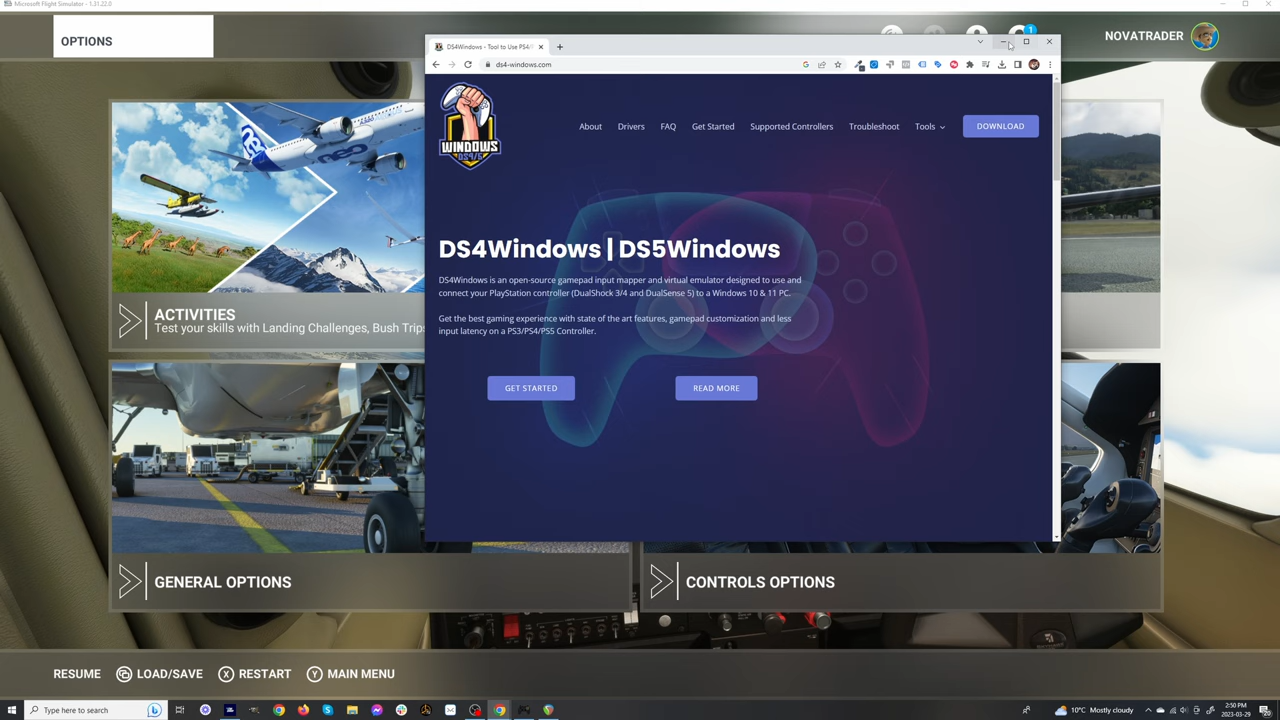 Microsoft Flight Simulator - 1.31.22.0
OPTIONS
1
NOVATRADER
DS4Windows - Tool to Use PS4/
ds4-windows.com
WINDOWS
DS4/5
About
Drivers
FAQ
Get Started
Supported Controllers
Troubleshoot
Tools
DOWNLOAD
DS4Windows | DS5Windows
DS4Windows is an open-source gamepad input mapper and virtual emulator designed to use and
connect your PlayStation controller (DualShock 3/4 and DualSense 5) to a Windows 10 & 11 PC.
Get the best gaming experience with state of the art features, gamepad customization and less
input latency on a PS3/PS4/PS5 Controller.
GET STARTED
READ MORE
ACTIVITIES
Test your skills with Landing Challenges, Bush Trips
GENERAL OPTIONS
CONTROLS OPTIONS
RESUME
LOAD/SAVE
X RESTART
Y MAIN MENU
Type here to search
10°C Mostly cloudy
2:50 PM
2023-03-29